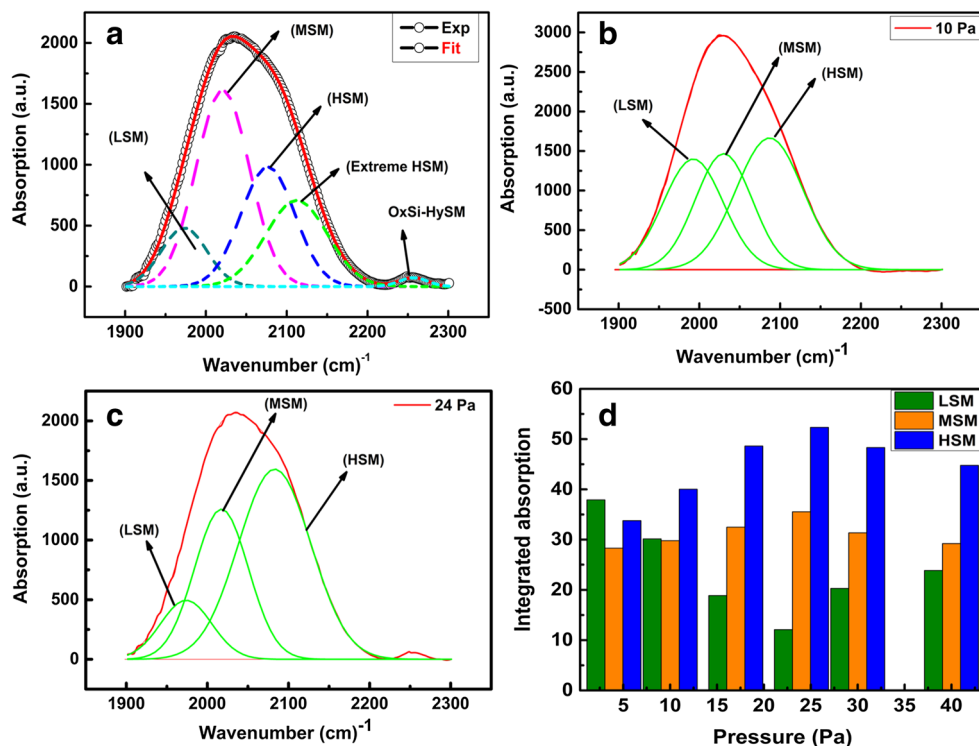 a
Exp
Fit
(MSM)
(HSM)
(LSM)
(Extreme HSM)
OxSi-HySM
Absorption (a.u.)
2000
1500
1000
500
0
1900 2000 2100 2200 2300
Wavenumber (cm)-1
b
10 Pa
(MSM)
(HSM)
(LSM)
Absorption (a.u.)
3000
2500
2000
1500
1000
500
0
-500
1900 2000 2100 2200 2300
Wavenumber (cm)-1
c
24 Pa
(MSM)
(HSM)
(LSM)
Absorption (a.u.)
2000
1500
1000
500
0
1900 2000 2100 2200 2300
Wavenumber (cm)-1
d
LSM
MSM
HSM
Integrated absorption
60
50
40
30
20
10
0
5 10 15 20 25 30 35 40
Pressure (Pa)